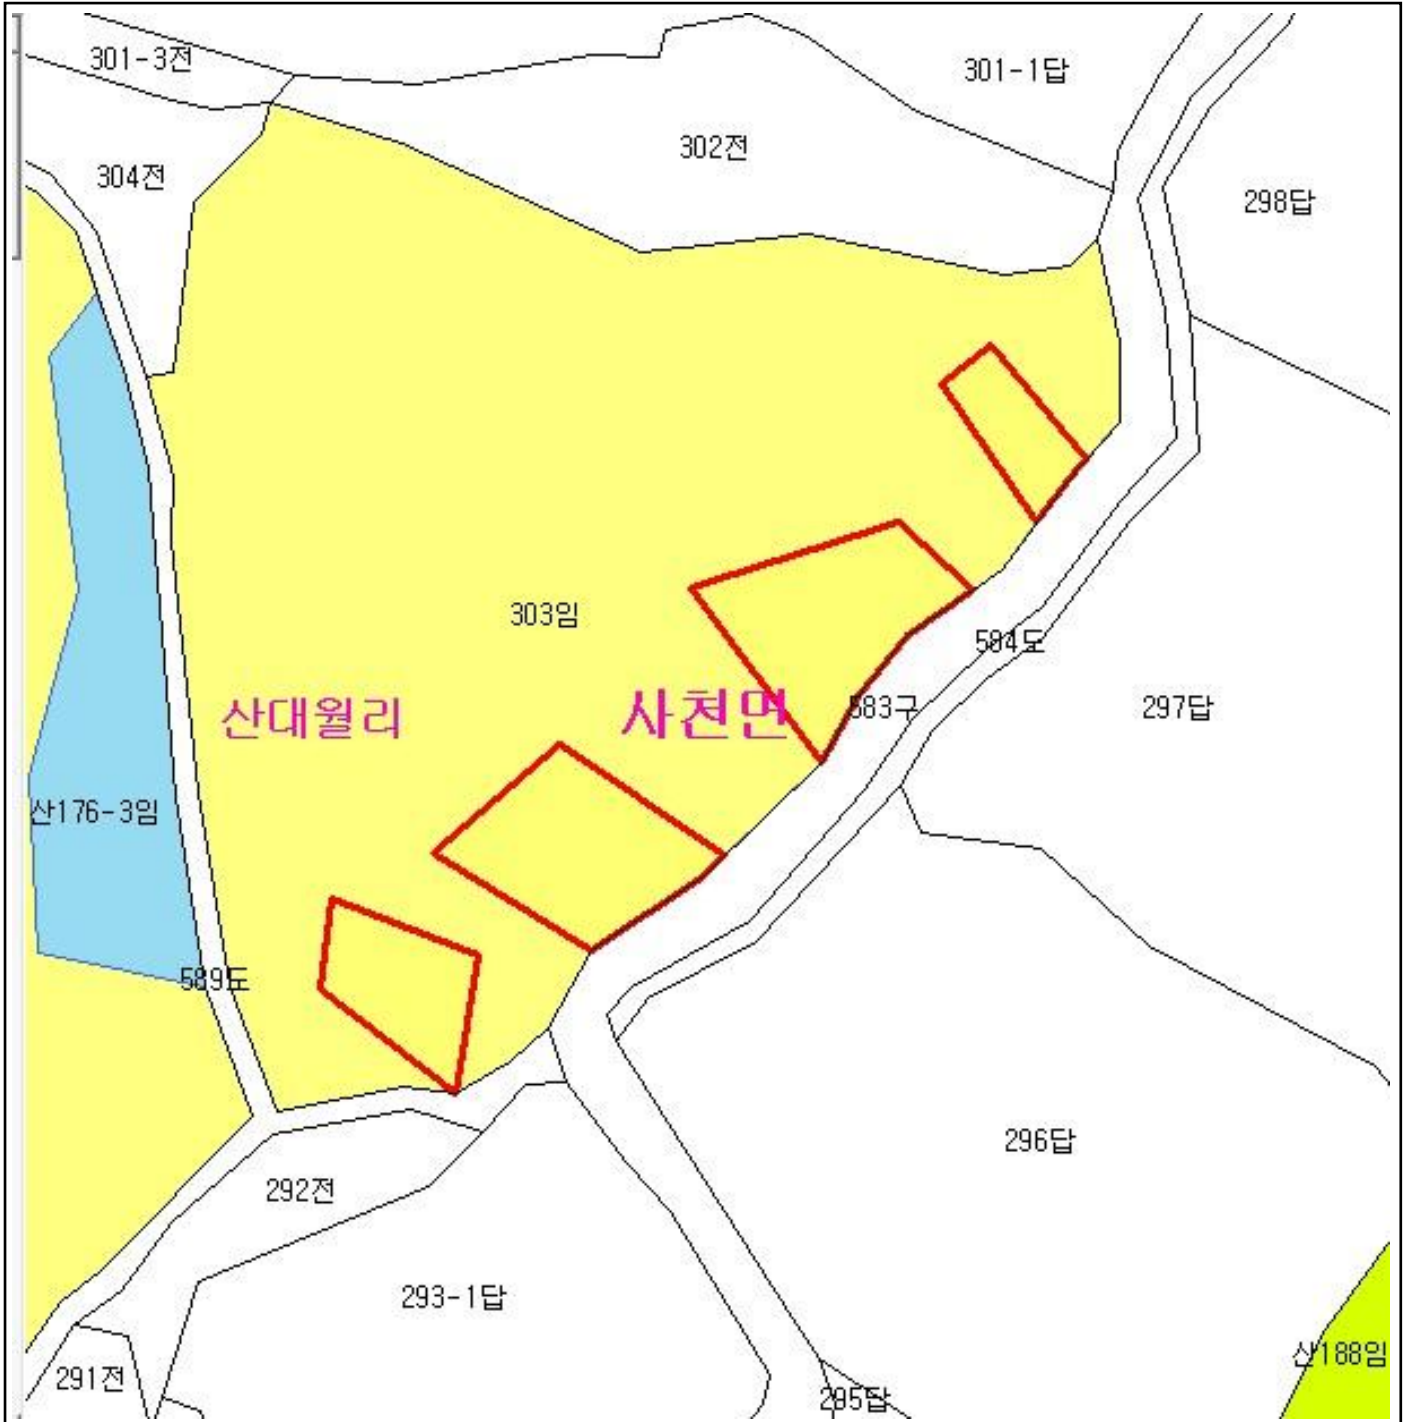 301-3전
301-1답
302전
304전
298답
303임
584도
산대월리
사천면
583구
297답
산176-3임
589도
296답
292전
293-1답
산188임
291전
295답